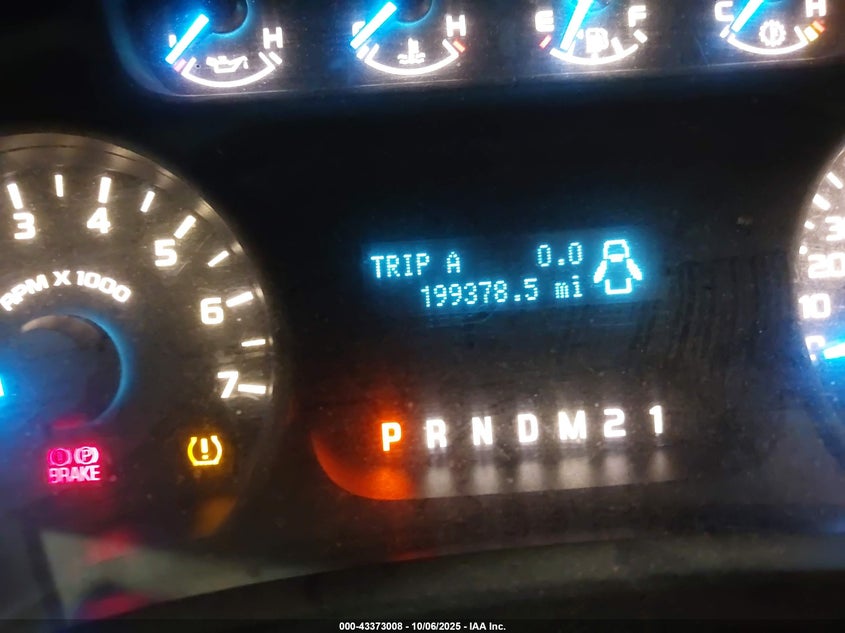 H
H
E F
C H
3
4
5
6
7
RPM X 1000
TRIP A 0.0
199378.5 mi
20
10
0
P R N D M 2 1
P
BRAKE
000-43373008 - 10/06/2025 - IAA Inc.